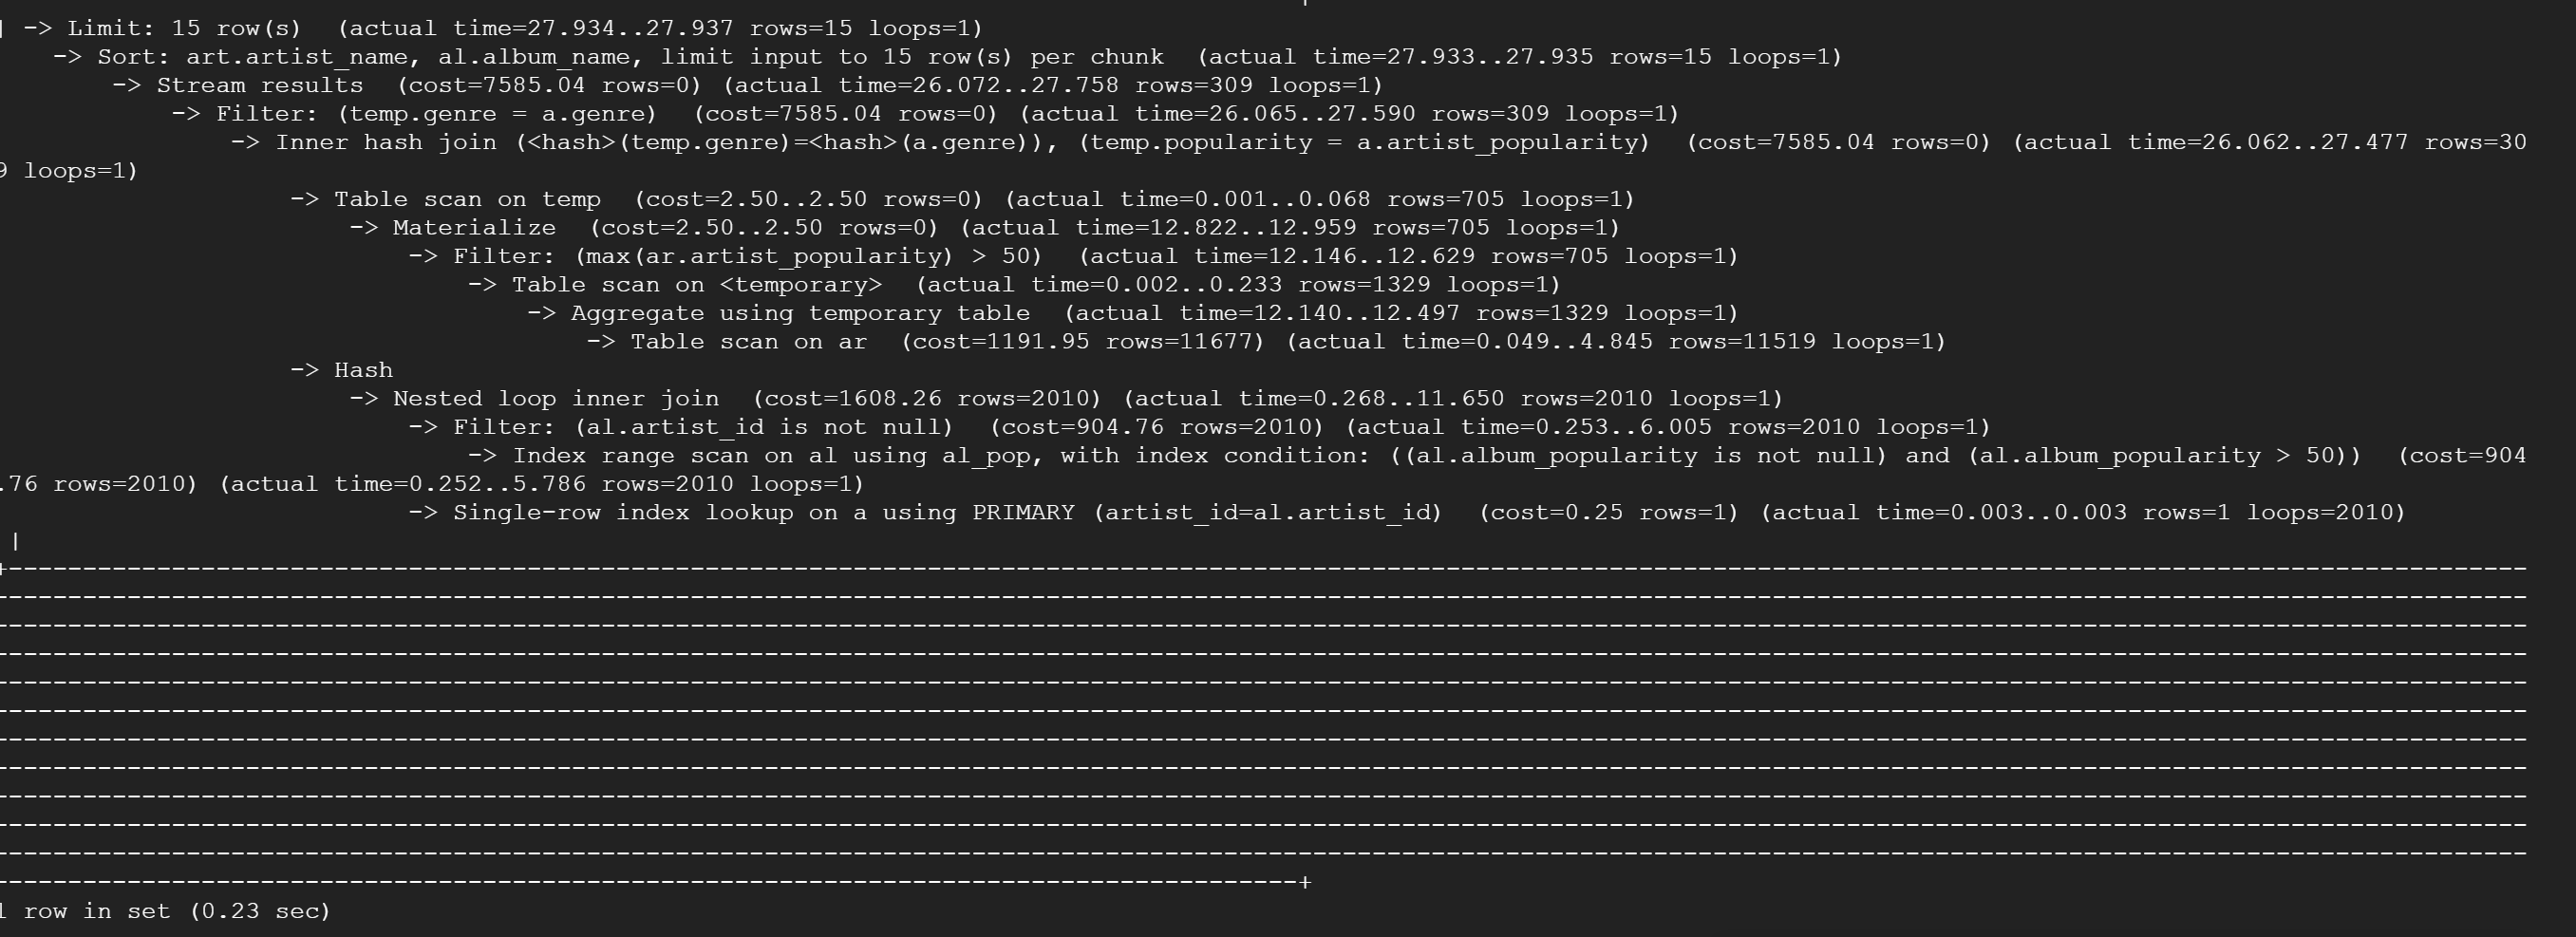 | -> Limit: 15 row(s)  (actual time=27.934..27.937 rows=15 loops=1)
    -> Sort: art.artist_name, al.album_name, limit input to 15 row(s) per chunk  (actual time=27.933..27.935 rows=15 loops=1)
        -> Stream results  (cost=7585.04 rows=0) (actual time=26.072..27.758 rows=309 loops=1)
            -> Filter: (temp.genre = a.genre)  (cost=7585.04 rows=0) (actual time=26.065..27.590 rows=309 loops=1)
                -> Inner hash join (<hash>(temp.genre)=<hash>(a.genre)), (temp.popularity = a.artist_popularity)  (cost=7585.04 rows=0) (actual time=26.062..27.477 rows=30
9 loops=1)
                    -> Table scan on temp  (cost=2.50..2.50 rows=0) (actual time=0.001..0.068 rows=705 loops=1)
                        -> Materialize  (cost=2.50..2.50 rows=0) (actual time=12.822..12.959 rows=705 loops=1)
                            -> Filter: (max(ar.artist_popularity) > 50)  (actual time=12.146..12.629 rows=705 loops=1)
                                -> Table scan on <temporary>  (actual time=0.002..0.233 rows=1329 loops=1)
                                    -> Aggregate using temporary table  (actual time=12.140..12.497 rows=1329 loops=1)
                                        -> Table scan on ar  (cost=1191.95 rows=11677) (actual time=0.049..4.845 rows=11519 loops=1)
                    -> Hash
                        -> Nested loop inner join  (cost=1608.26 rows=2010) (actual time=0.268..11.650 rows=2010 loops=1)
                            -> Filter: (al.artist_id is not null)  (cost=904.76 rows=2010) (actual time=0.253..6.005 rows=2010 loops=1)
                                -> Index range scan on al using al_pop, with index condition: ((al.album_popularity is not null) and (al.album_popularity > 50))  (cost=904
.76 rows=2010) (actual time=0.252..5.786 rows=2010 loops=1)
                            -> Single-row index lookup on a using PRIMARY (artist_id=al.artist_id)  (cost=0.25 rows=1) (actual time=0.003..0.003 rows=1 loops=2010)
 |
1 row in set (0.23 sec)